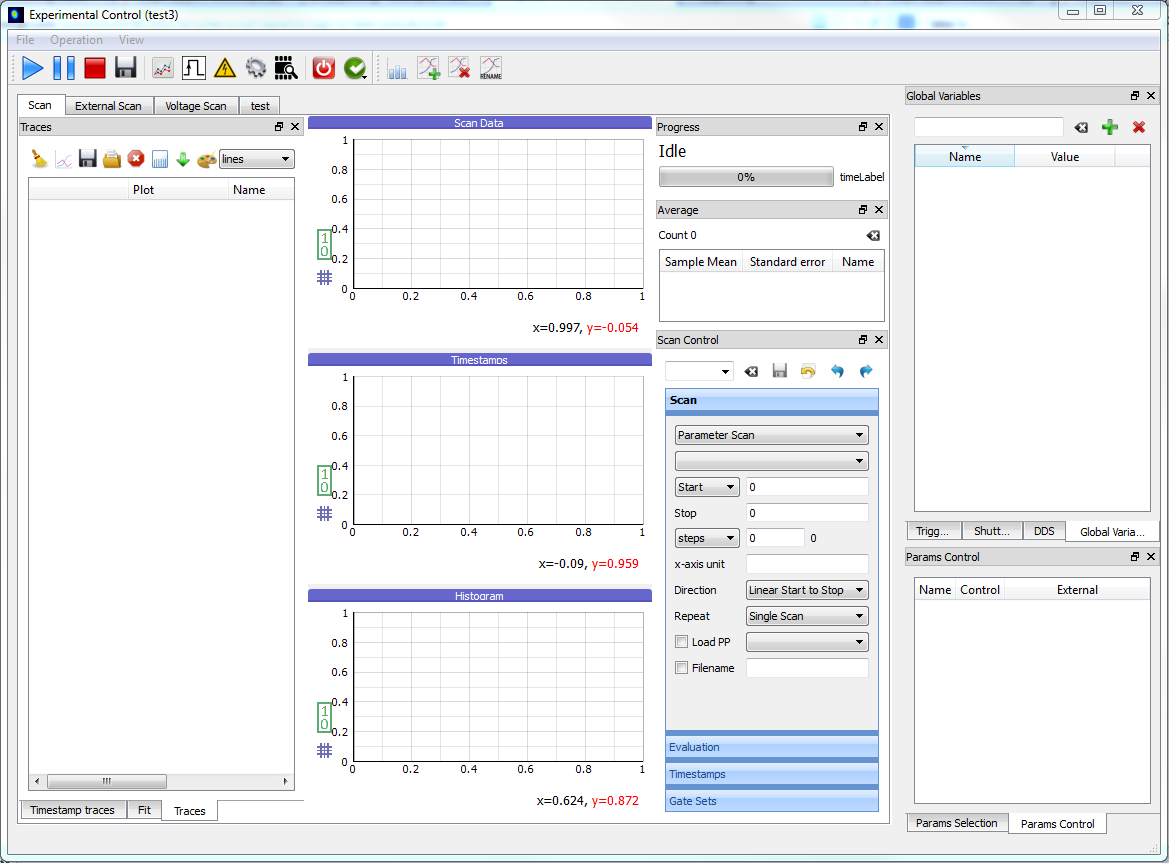 Experimental Control (test3)
File Operation View
RENAME
Scan External Scan Voltage Scan test
Traces
lines
Plot Name
Timestamp traces Fit Traces
Scan Data
1
0.8
0.6
0.4
0.2
0
0 0.2 0.4 0.6 0.8 1
1
0
x=0.997, y=-0.054
Timestamps
1
0.8
0.6
0.4
0.2
0
0 0.2 0.4 0.6 0.8 1
1
0
x=-0.09, y=0.959
Histogram
1
0.8
0.6
0.4
0.2
0
0 0.2 0.4 0.6 0.8 1
1
0
x=0.624, y=0.872
Progress
Idle
0% timeLabel
Average
Count 0
Sample Mean Standard error Name
Scan Control
Scan
Parameter Scan
Start 0
Stop 0
steps 0 0
x-axis unit
Direction Linear Start to Stop
Repeat Single Scan
Load PP
Filename
Evaluation
Timestamps
Gate Sets
Global Variables
Name Value
Trigg... Shutt... DDS Global Varia...
Params Control
Name Control External
Params Selection Params Control